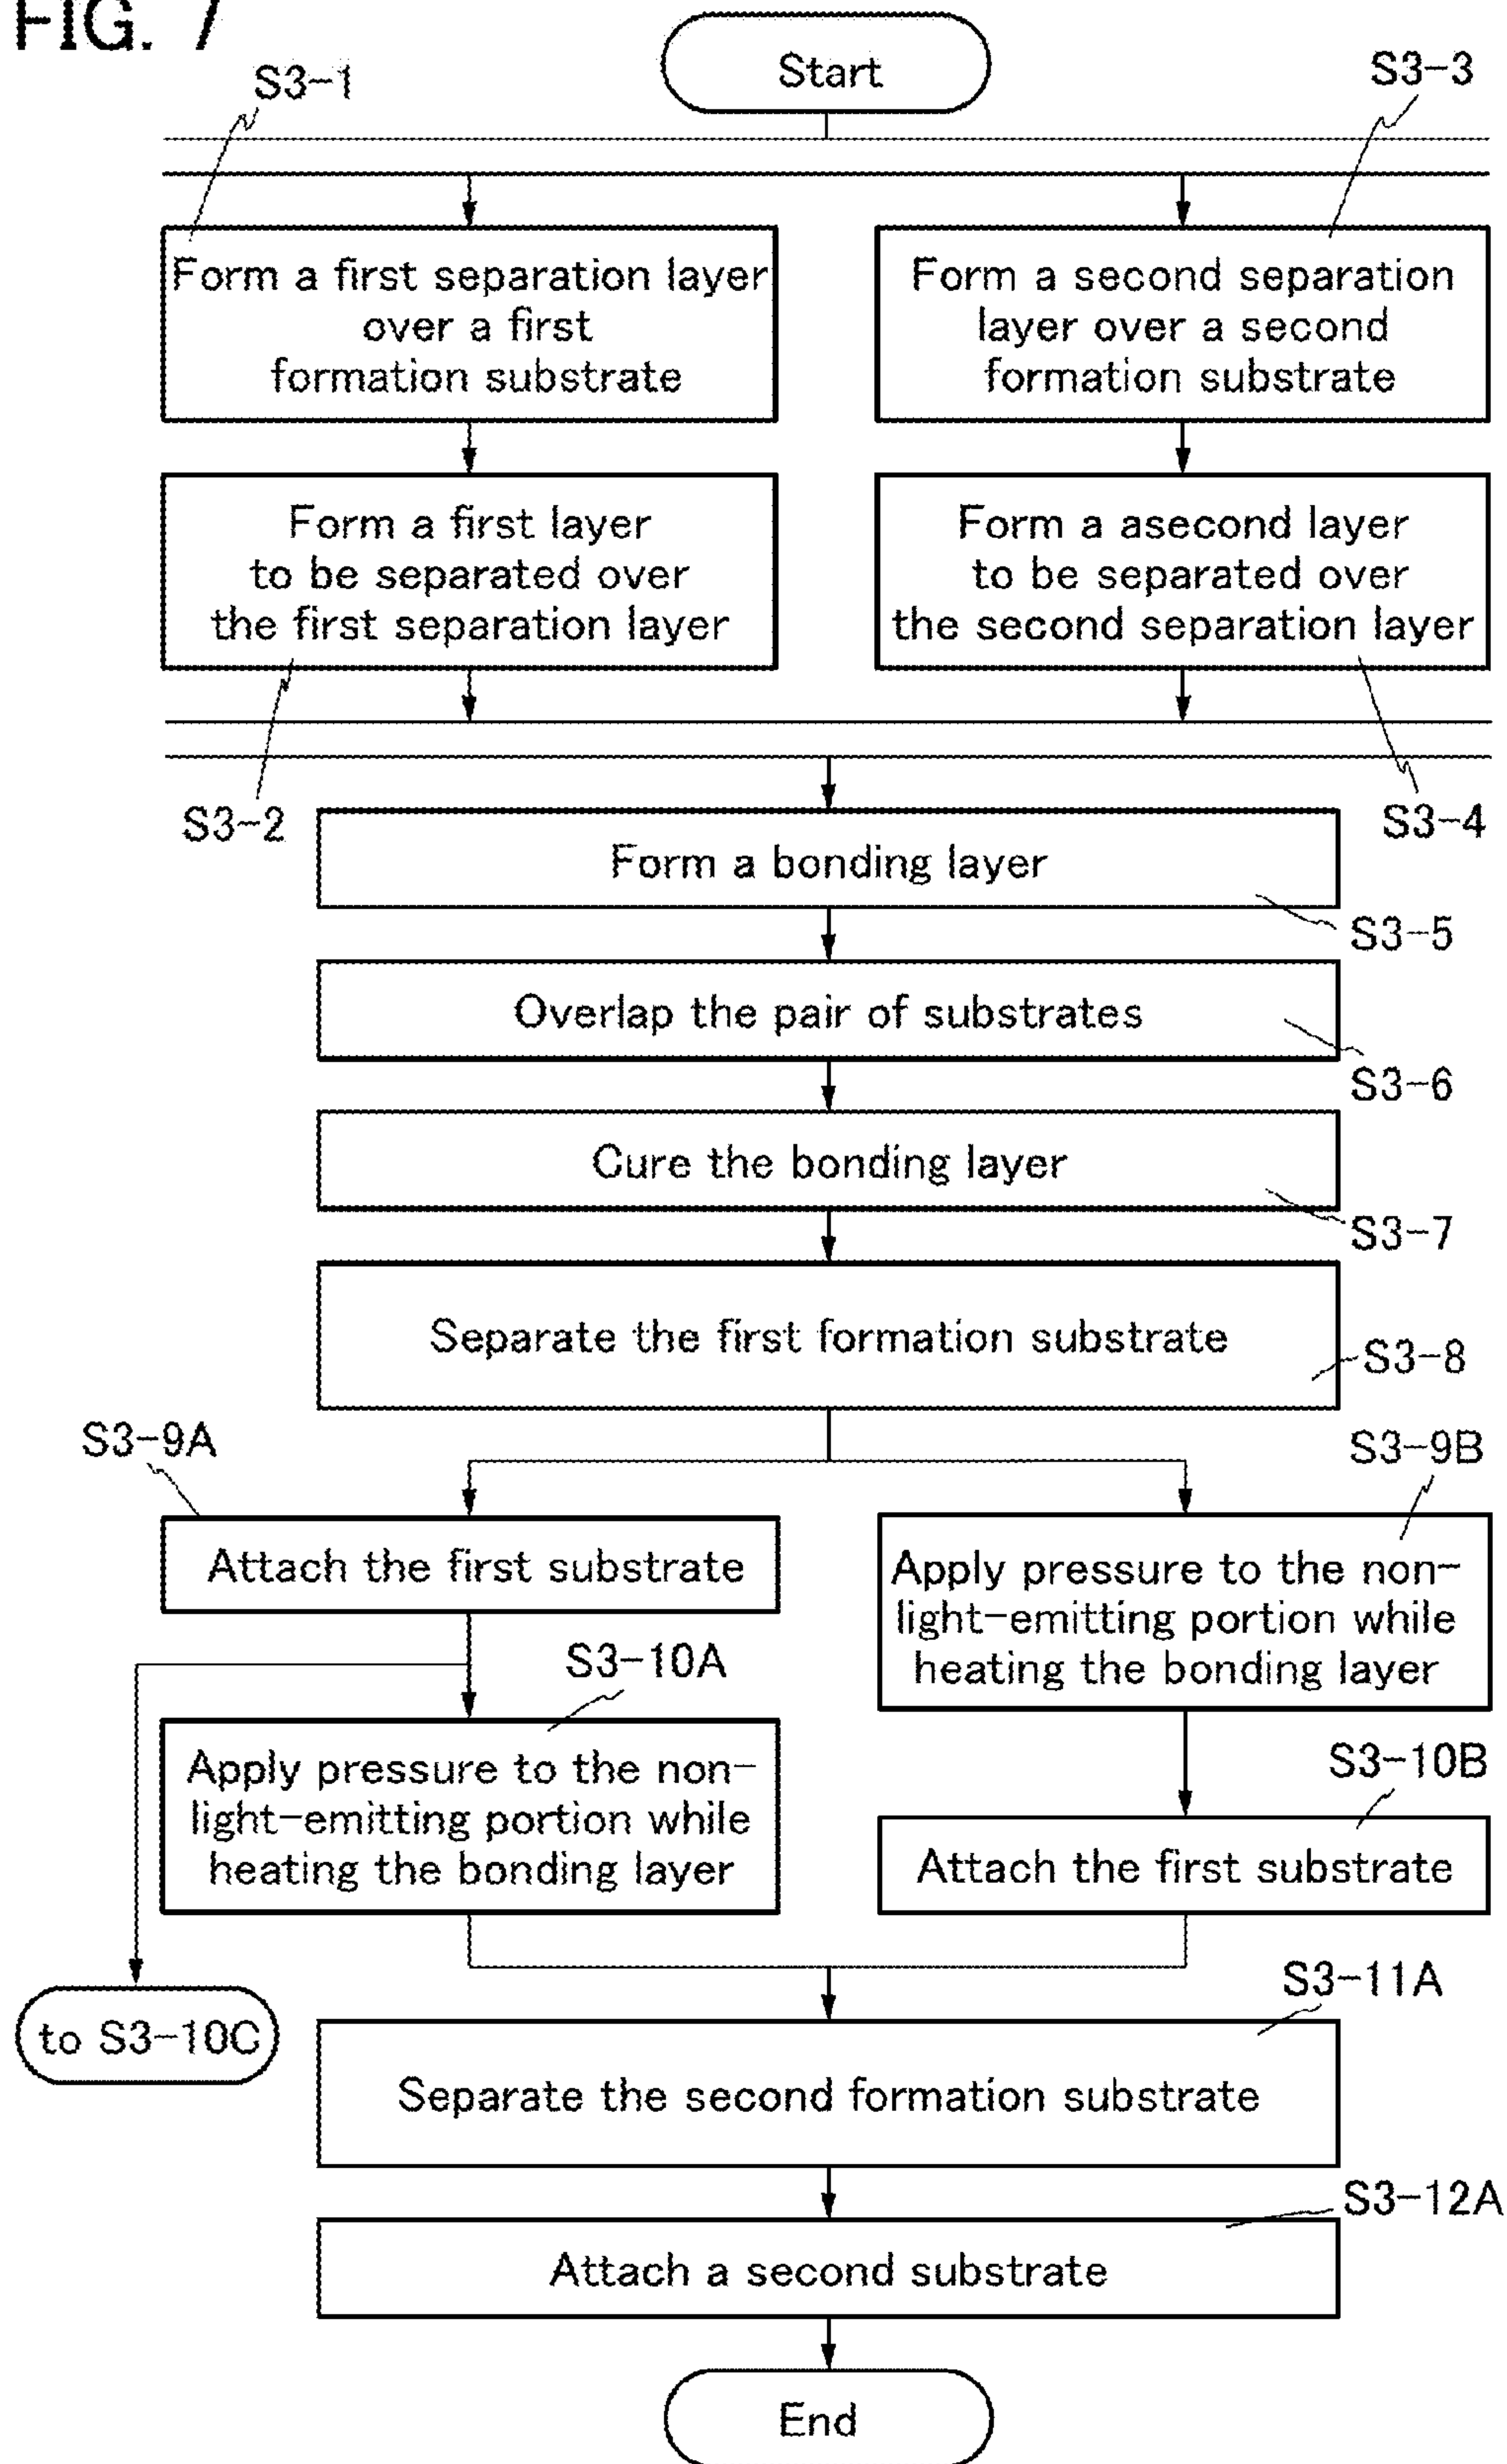 FIG. 7
Start
S3-1
S3-3
Form a first separation layer
over a first
formation substrate
Form a second separation
layer over a second
formation substrate
Form a first layer
to be separated over
the first separation layer
Form a asecond layer
to be separated over
the second separation layer
S3-2
S3-4
Form a bonding layer
S3-5
Overlap the pair of substrates
S3-6
Cure the bonding layer
S3-7
Separate the first formation substrate
S3-8
S3-9A
S3-9B
Attach the first substrate
Apply pressure to the non-
light-emitting portion while
heating the bonding layer
S3-10A
Apply pressure to the non-
light-emitting portion while
heating the bonding layer
S3-10B
Attach the first substrate
to S3-10C
S3-11A
Separate the second formation substrate
S3-12A
Attach a second substrate
End